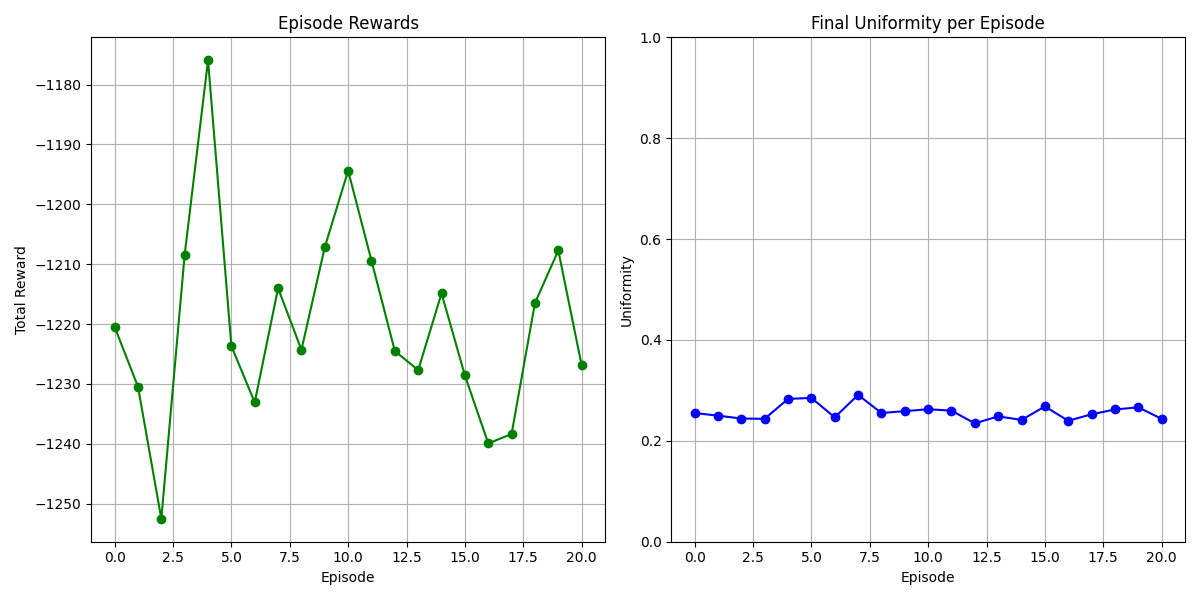 Episode Rewards
Total Reward
−1180
−1190
−1200
−1210
−1220
−1230
−1240
−1250
0.0 2.5 5.0 7.5 10.0 12.5 15.0 17.5 20.0
Episode
Final Uniformity per Episode
Uniformity
1.0
0.8
0.6
0.4
0.2
0.0
0.0 2.5 5.0 7.5 10.0 12.5 15.0 17.5 20.0
Episode